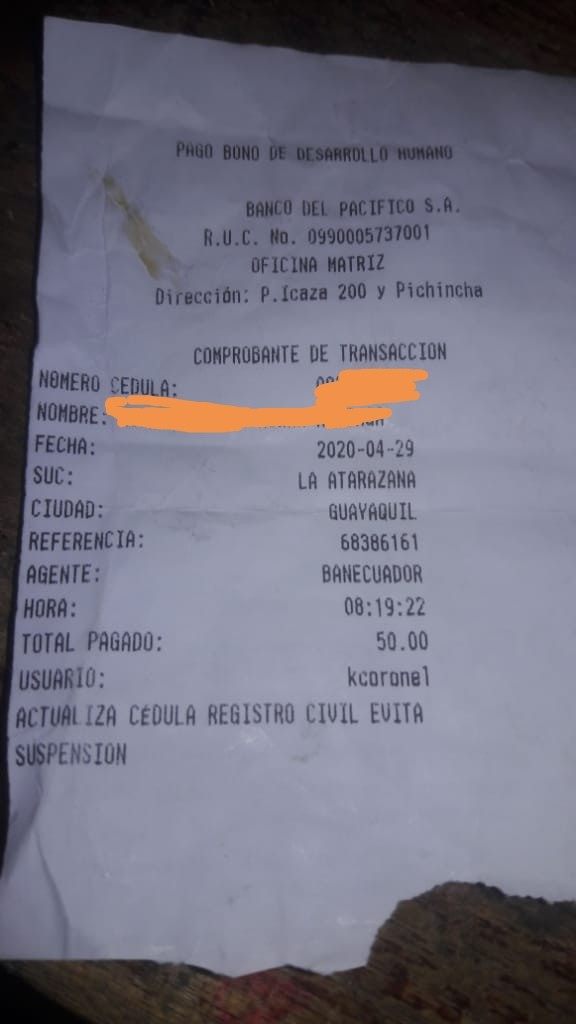 PAGO BONO DE DESARROLLO HUMANO
BANCO DEL PACIFICO S.A.
R.U.C. No. 0990005737001
OFICINA MATRIZ
Dirección: P.Icaza 200 y Pichincha
COMPROBANTE DE TRANSACCION
NÚMERO CEDULA:
NOMBRE:
FECHA: 2020-04-29
SUC: LA ATARAZANA
CIUDAD: GUAYAQUIL
REFERENCIA: 68386161
AGENTE: BANECUADOR
HORA: 08:19:22
TOTAL PAGADO: 50.00
USUARIO: kcoronel
ACTUALIZA CÉDULA REGISTRO CIVIL EVITA
SUSPENSION